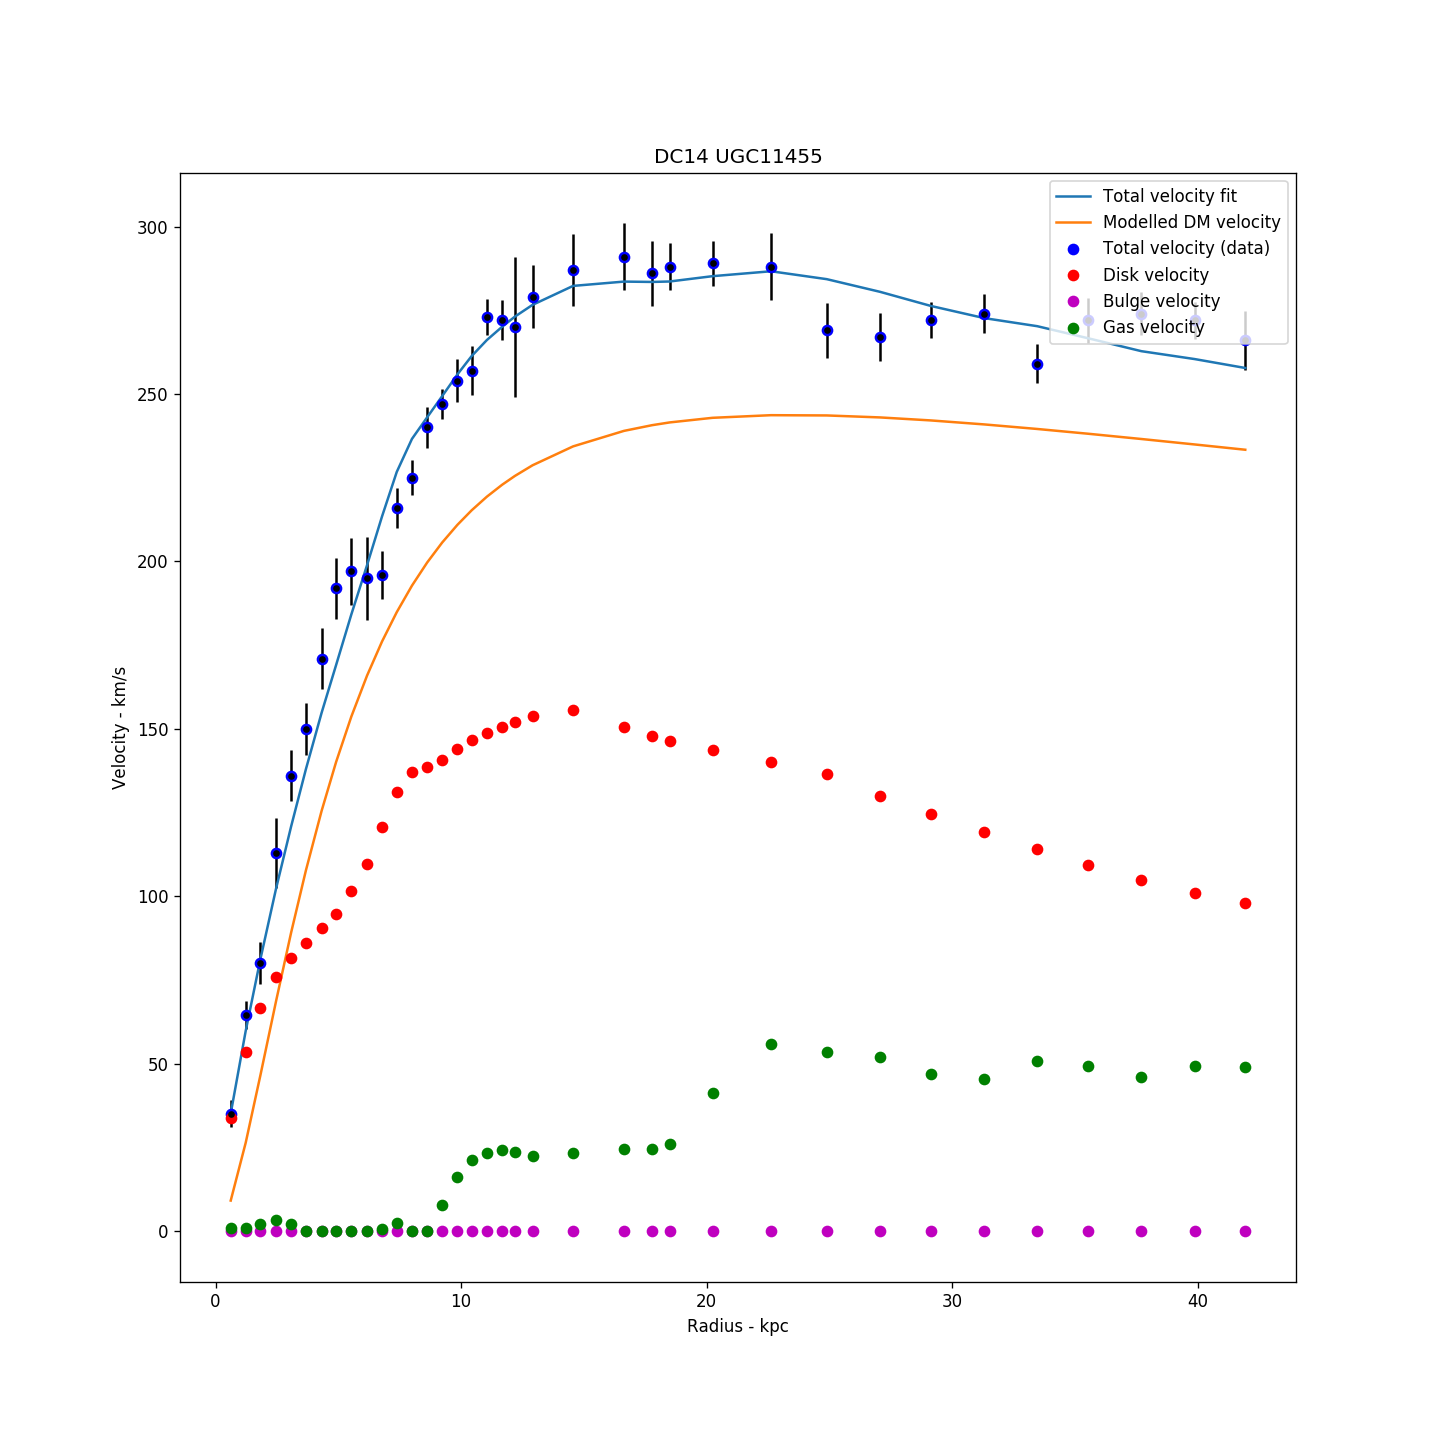 DC14 UGC11455
Total velocity fit
Modelled DM velocity
Total velocity (data)
Disk velocity
Bulge velocity
Gas velocity
300
250
200
150
100
50
0
Velocity - km/s
0 10 20 30 40
Radius - kpc